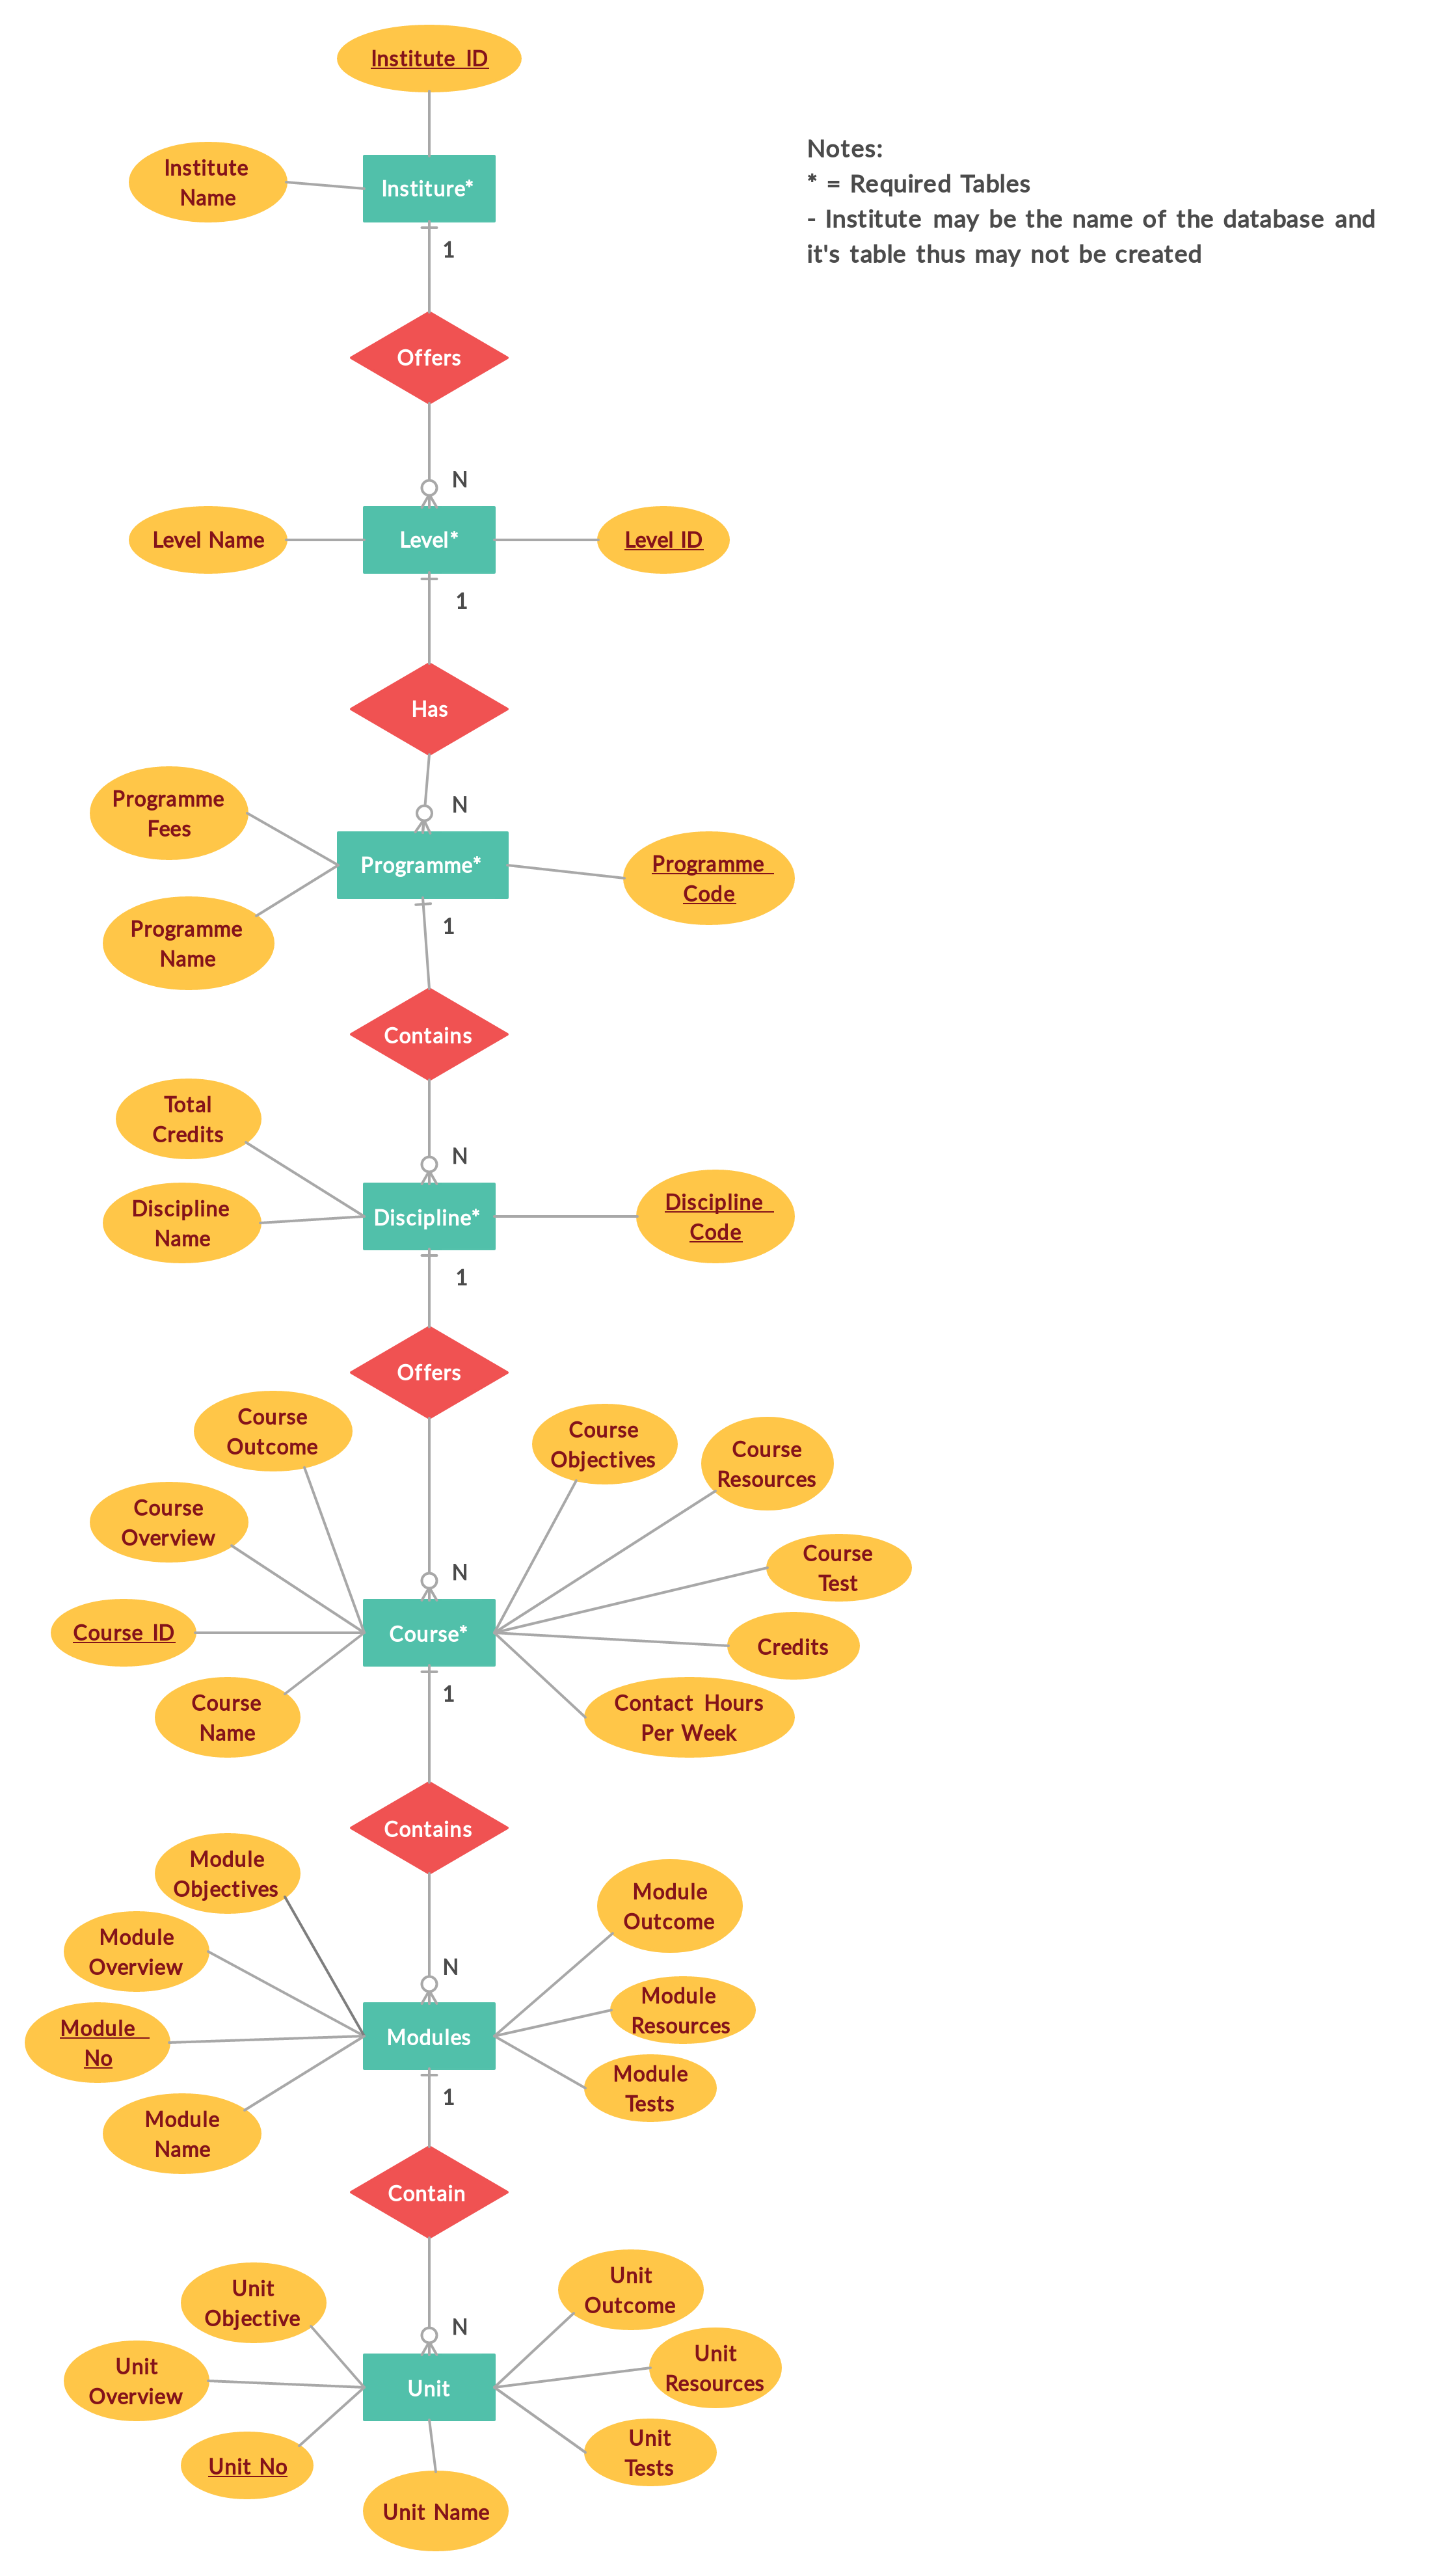 Institute ID
Institute
Name
Institure*
Notes:
* = Required Tables
- Institute may be the name of the database and
it's table thus may not be created
1
Offers
N
Level Name
Level*
Level ID
1
Has
N
Programme
Fees
Programme*
Programme
Code
Programme
Name
1
Contains
N
Total
Credits
Discipline
Name
Discipline*
Discipline
Code
1
Offers
Course
Outcome
Course
Objectives
Course
Resources
Course
Overview
Course
Test
N
Course ID
Course*
Credits
Course
Name
1
Contact Hours
Per Week
Contains
Module
Objectives
Module
Outcome
Module
Overview
N
Module
Resources
Module
No
Modules
Module
Tests
Module
Name
1
Contain
Unit
Objective
Unit
Outcome
N
Unit
Overview
Unit
Unit
Resources
Unit No
Unit
Tests
Unit Name